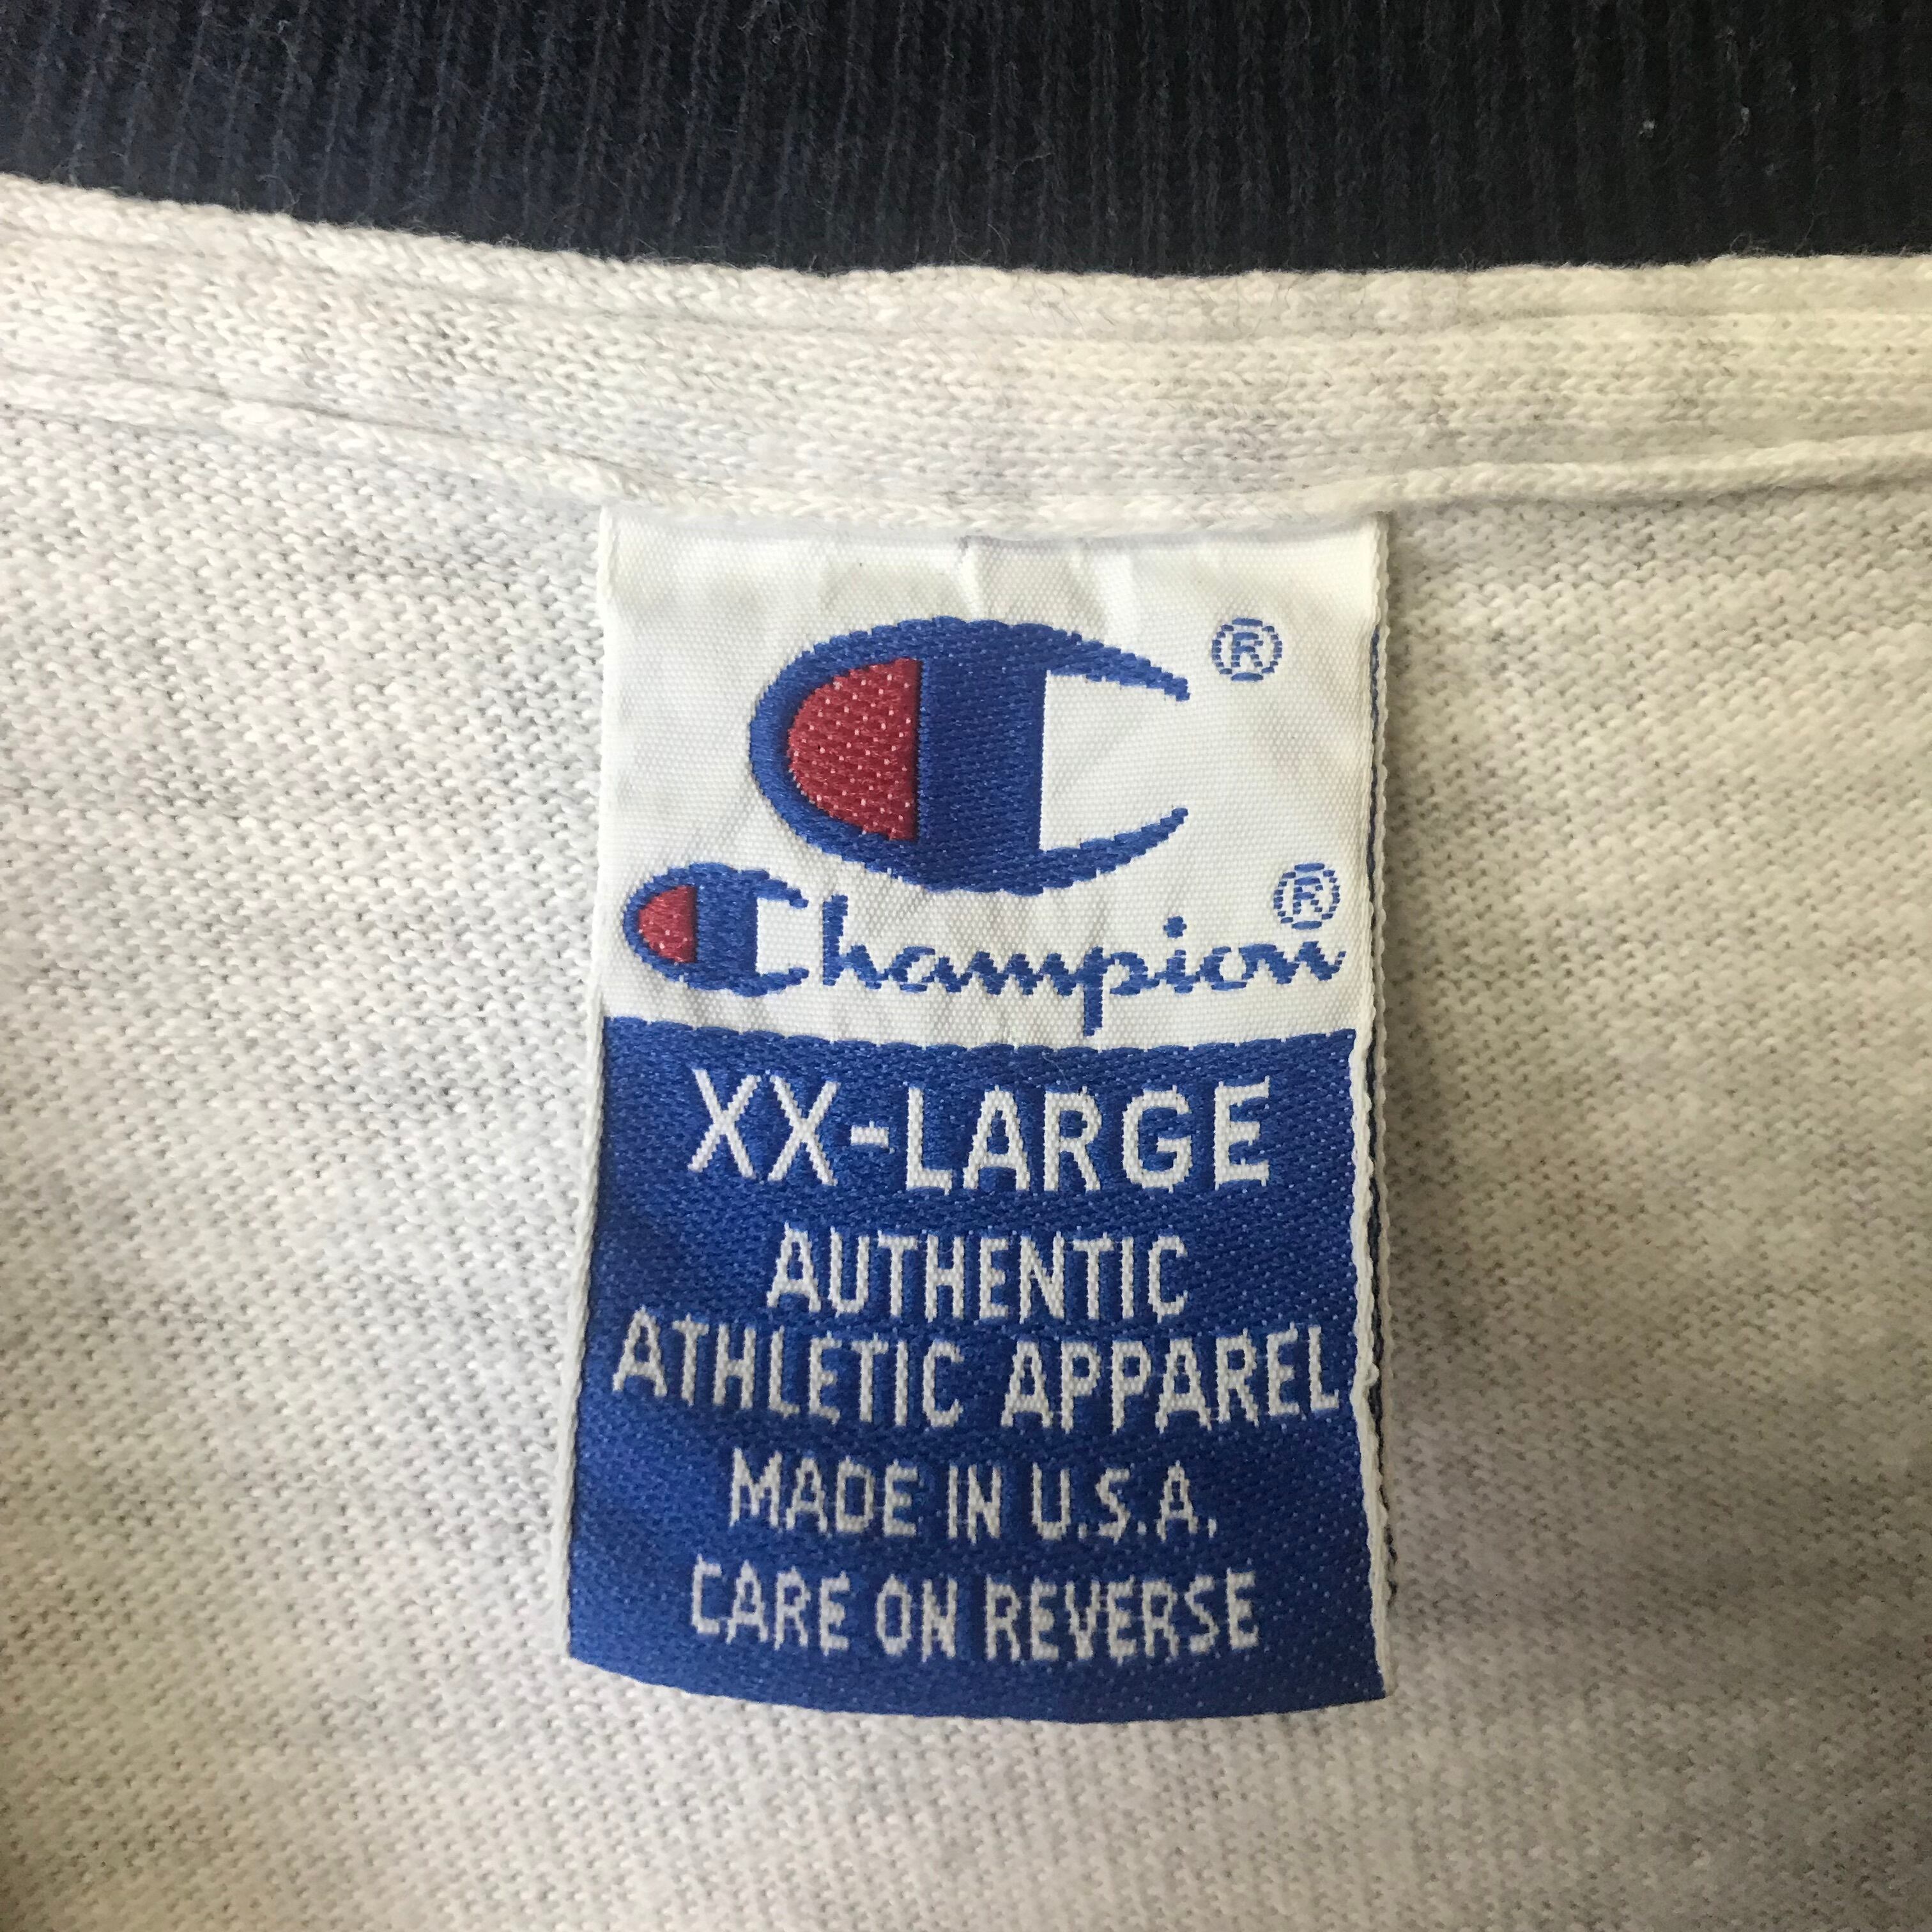 C®
Champion®
XX-LARGE
AUTHENTIC
ATHLETIC APPAREL
MADE IN U.S.A.
CARE ON REVERSE